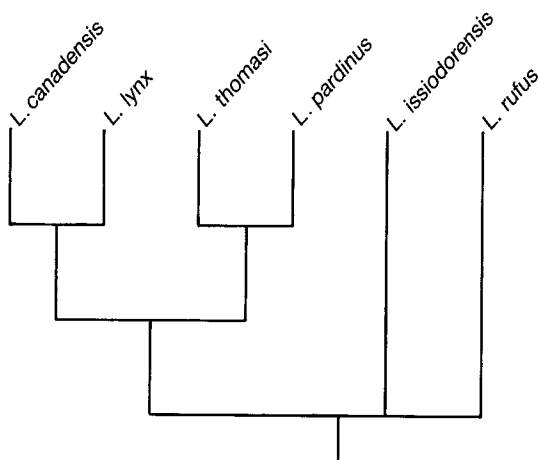 L. canadensis
L. lynx
L. thomasi
L. pardinus
L. issiodorensis
L. rufus